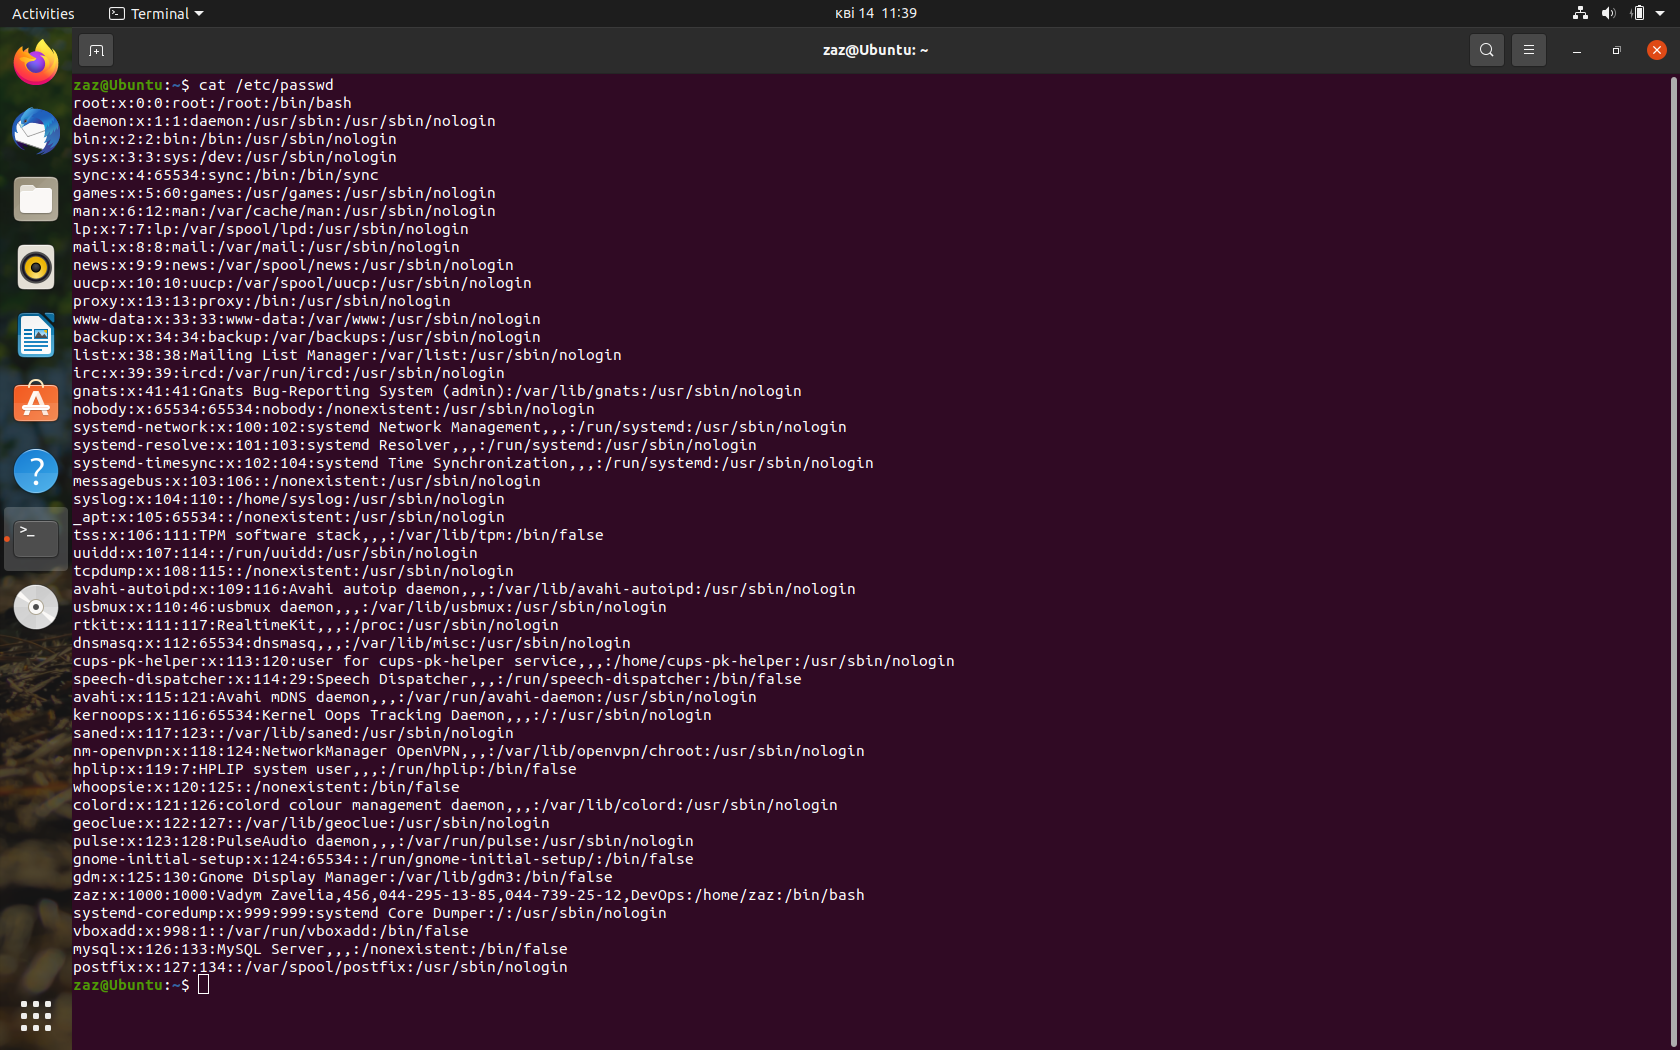 Activities
Terminal
кві 14 11:39
zaz@Ubuntu: ~
zaz@Ubuntu:~$ cat /etc/passwd
root:x:0:0:root:/root:/bin/bash
daemon:x:1:1:daemon:/usr/sbin:/usr/sbin/nologin
bin:x:2:2:bin:/bin:/usr/sbin/nologin
sys:x:3:3:sys:/dev:/usr/sbin/nologin
sync:x:4:65534:sync:/bin:/bin/sync
games:x:5:60:games:/usr/games:/usr/sbin/nologin
man:x:6:12:man:/var/cache/man:/usr/sbin/nologin
lp:x:7:7:lp:/var/spool/lpd:/usr/sbin/nologin
mail:x:8:8:mail:/var/mail:/usr/sbin/nologin
news:x:9:9:news:/var/spool/news:/usr/sbin/nologin
uucp:x:10:10:uucp:/var/spool/uucp:/usr/sbin/nologin
proxy:x:13:13:proxy:/bin:/usr/sbin/nologin
www-data:x:33:33:www-data:/var/www:/usr/sbin/nologin
backup:x:34:34:backup:/var/backups:/usr/sbin/nologin
list:x:38:38:Mailing List Manager:/var/list:/usr/sbin/nologin
irc:x:39:39:ircd:/var/run/ircd:/usr/sbin/nologin
gnats:x:41:41:Gnats Bug-Reporting System (admin):/var/lib/gnats:/usr/sbin/nologin
nobody:x:65534:65534:nobody:/nonexistent:/usr/sbin/nologin
systemd-network:x:100:102:systemd Network Management,,,:/run/systemd:/usr/sbin/nologin
systemd-resolve:x:101:103:systemd Resolver,,,:/run/systemd:/usr/sbin/nologin
systemd-timesync:x:102:104:systemd Time Synchronization,,,:/run/systemd:/usr/sbin/nologin
messagebus:x:103:106::/nonexistent:/usr/sbin/nologin
syslog:x:104:110::/home/syslog:/usr/sbin/nologin
_apt:x:105:65534::/nonexistent:/usr/sbin/nologin
tss:x:106:111:TPM software stack,,,:/var/lib/tpm:/bin/false
uuidd:x:107:114::/run/uuidd:/usr/sbin/nologin
tcpdump:x:108:115::/nonexistent:/usr/sbin/nologin
avahi-autoipd:x:109:116:Avahi autoip daemon,,,:/var/lib/avahi-autoipd:/usr/sbin/nologin
usbmux:x:110:46:usbmux daemon,,,:/var/lib/usbmux:/usr/sbin/nologin
rtkit:x:111:117:RealtimeKit,,,:/proc:/usr/sbin/nologin
dnsmasq:x:112:65534:dnsmasq,,,:/var/lib/misc:/usr/sbin/nologin
cups-pk-helper:x:113:120:user for cups-pk-helper service,,,:/home/cups-pk-helper:/usr/sbin/nologin
speech-dispatcher:x:114:29:Speech Dispatcher,,,:/run/speech-dispatcher:/bin/false
avahi:x:115:121:Avahi mDNS daemon,,,:/var/run/avahi-daemon:/usr/sbin/nologin
kernoops:x:116:65534:Kernel Oops Tracking Daemon,,,:/:/usr/sbin/nologin
saned:x:117:123::/var/lib/saned:/usr/sbin/nologin
nm-openvpn:x:118:124:NetworkManager OpenVPN,,,:/var/lib/openvpn/chroot:/usr/sbin/nologin
hplip:x:119:7:HPLIP system user,,,:/run/hplip:/bin/false
whoopsie:x:120:125::/nonexistent:/bin/false
colord:x:121:126:colord colour management daemon,,,:/var/lib/colord:/usr/sbin/nologin
geoclue:x:122:127::/var/lib/geoclue:/usr/sbin/nologin
pulse:x:123:128:PulseAudio daemon,,,:/var/run/pulse:/usr/sbin/nologin
gnome-initial-setup:x:124:65534::/run/gnome-initial-setup/:/bin/false
gdm:x:125:130:Gnome Display Manager:/var/lib/gdm3:/bin/false
zaz:x:1000:1000:Vadym Zavelia,456,044-295-13-85,044-739-25-12,DevOps:/home/zaz:/bin/bash
systemd-coredump:x:999:999:systemd Core Dumper:/:/usr/sbin/nologin
vboxadd:x:998:1::/var/run/vboxadd:/bin/false
mysql:x:126:133:MySQL Server,,,:/nonexistent:/bin/false
postfix:x:127:134::/var/spool/postfix:/usr/sbin/nologin
zaz@Ubuntu:~$